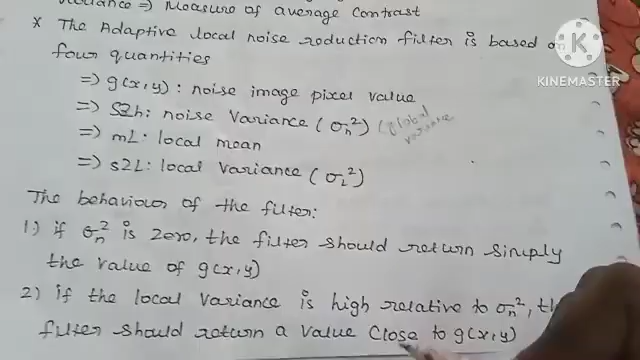 Variance => Measure of average contrast
* The Adaptive local noise reduction filter is based on
four quantities
=> g(x,y): noise image pixel value
=> S2n: noise Variance (σn²) (global
variance
=> mL: local mean
=> s2L: local Variance (σL²)
The behaviour of the filter:
1) if σn² is zero, the filter should return simply
the value of g(x,y)
2) if the local variance is high relative to σn², the
filter should return a value close to g(x,y)
KINEMASTER